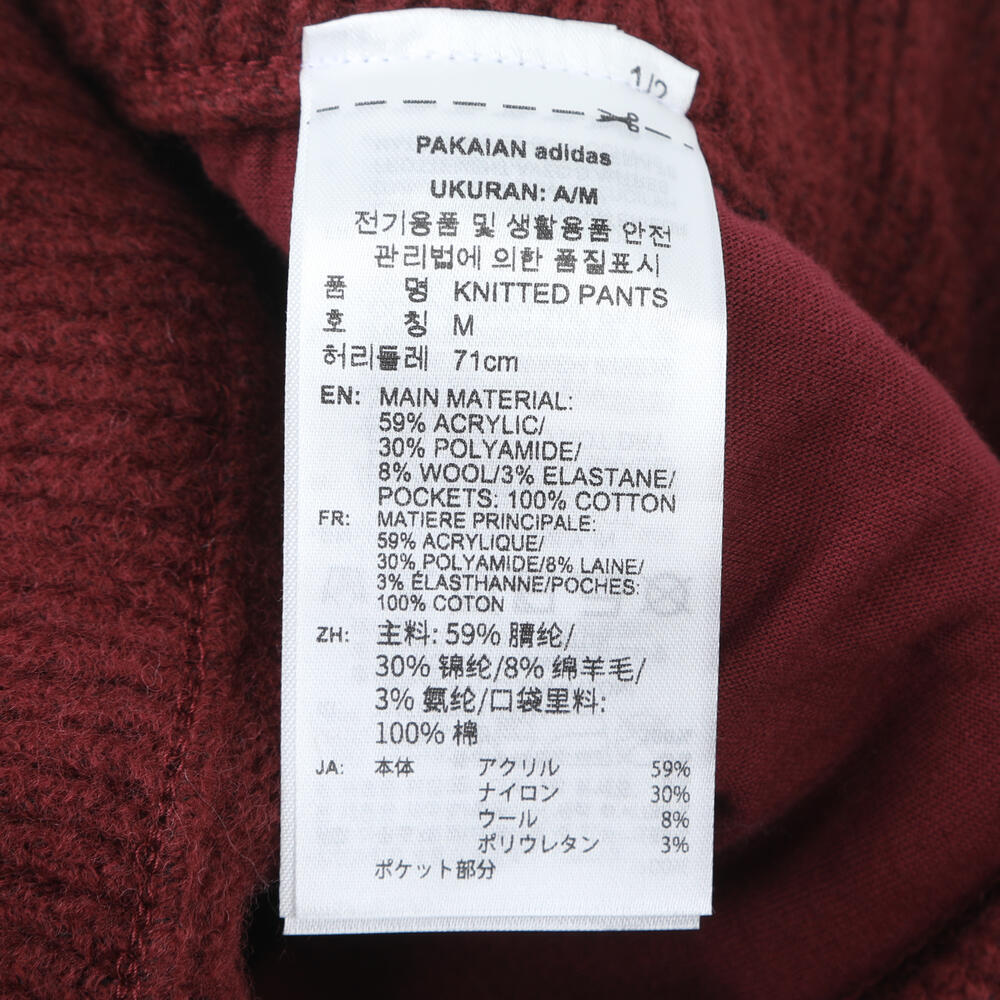 1/2
PAKAIAN adidas
UKURAN: A/M
전기용품 및 생활용품 안전
관리법에 의한 품질표시
품 명 KNITTED PANTS
호 칭 M
허리둘레 71cm
EN: MAIN MATERIAL:
59% ACRYLIC/
30% POLYAMIDE/
8% WOOL/3% ELASTANE/
POCKETS: 100% COTTON
FR: MATIERE PRINCIPALE:
59% ACRYLIQUE/
30% POLYAMIDE/8% LAINE/
3% ÉLASTHANNE/POCHES:
100% COTON
ZH: 主料: 59% 腈纶/
30% 锦纶/8% 绵羊毛/
3% 氨纶/口袋里料:
100% 棉
JA: 本体 アクリル 59%
ナイロン 30%
ウール 8%
ポリウレタン 3%
ポケット部分